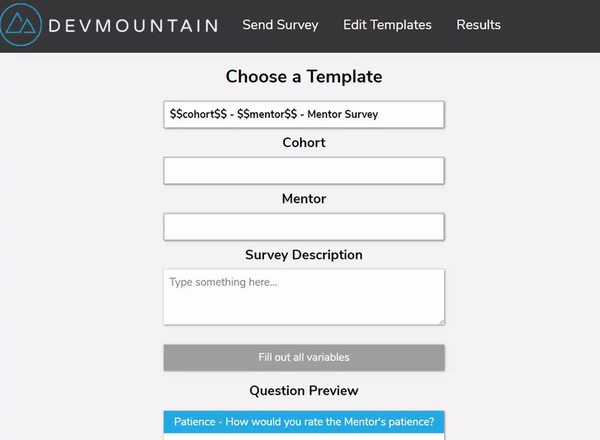 DEVMOUNTAIN Send Survey Edit Templates Results
Choose a Template
$$cohort$$ - $$mentor$$ - Mentor Survey
Cohort
Mentor
Survey Description
Type something here...
Fill out all variables
Question Preview
Patience - How would you rate the Mentor's patience?